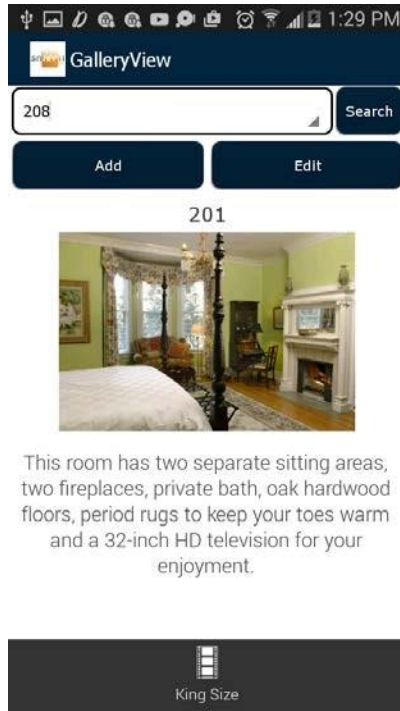 1:29 PM
GalleryView
208
Search
Add
Edit
201
This room has two separate sitting areas,
two fireplaces, private bath, oak hardwood
floors, period rugs to keep your toes warm
and a 32-inch HD television for your
enjoyment.
King Size